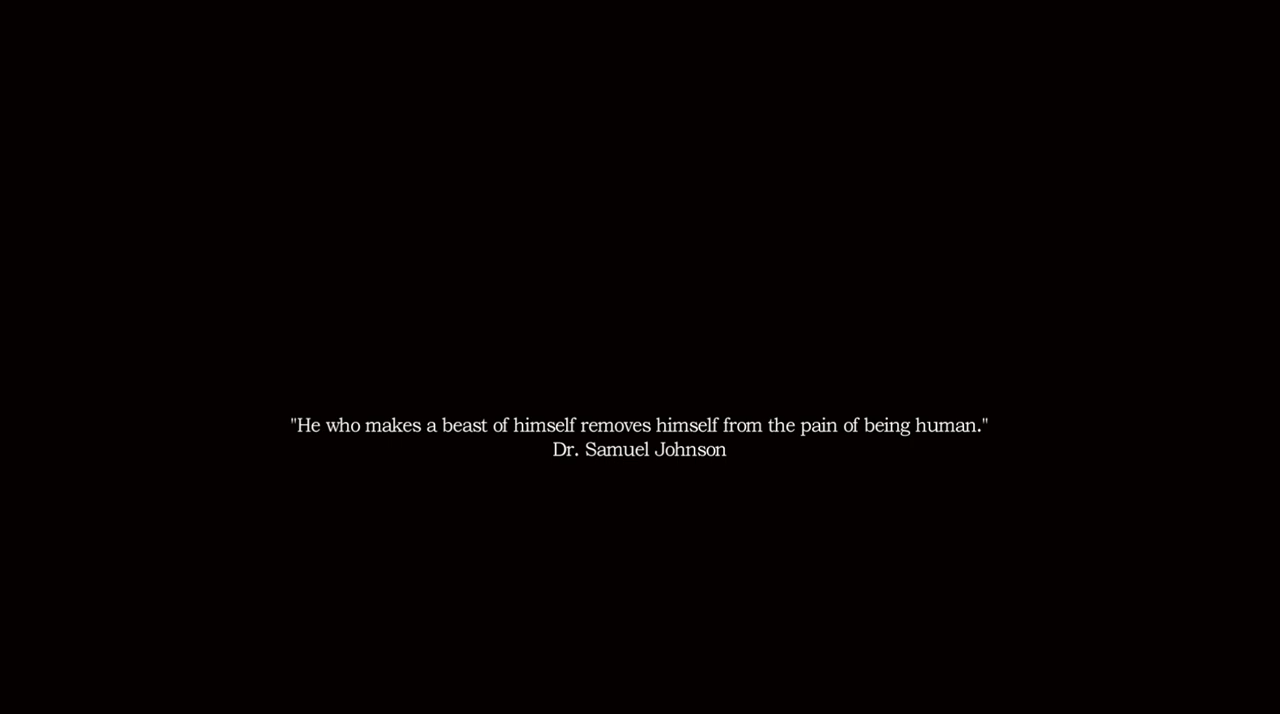 "He who makes a beast of himself removes himself from the pain of being human."
Dr. Samuel Johnson